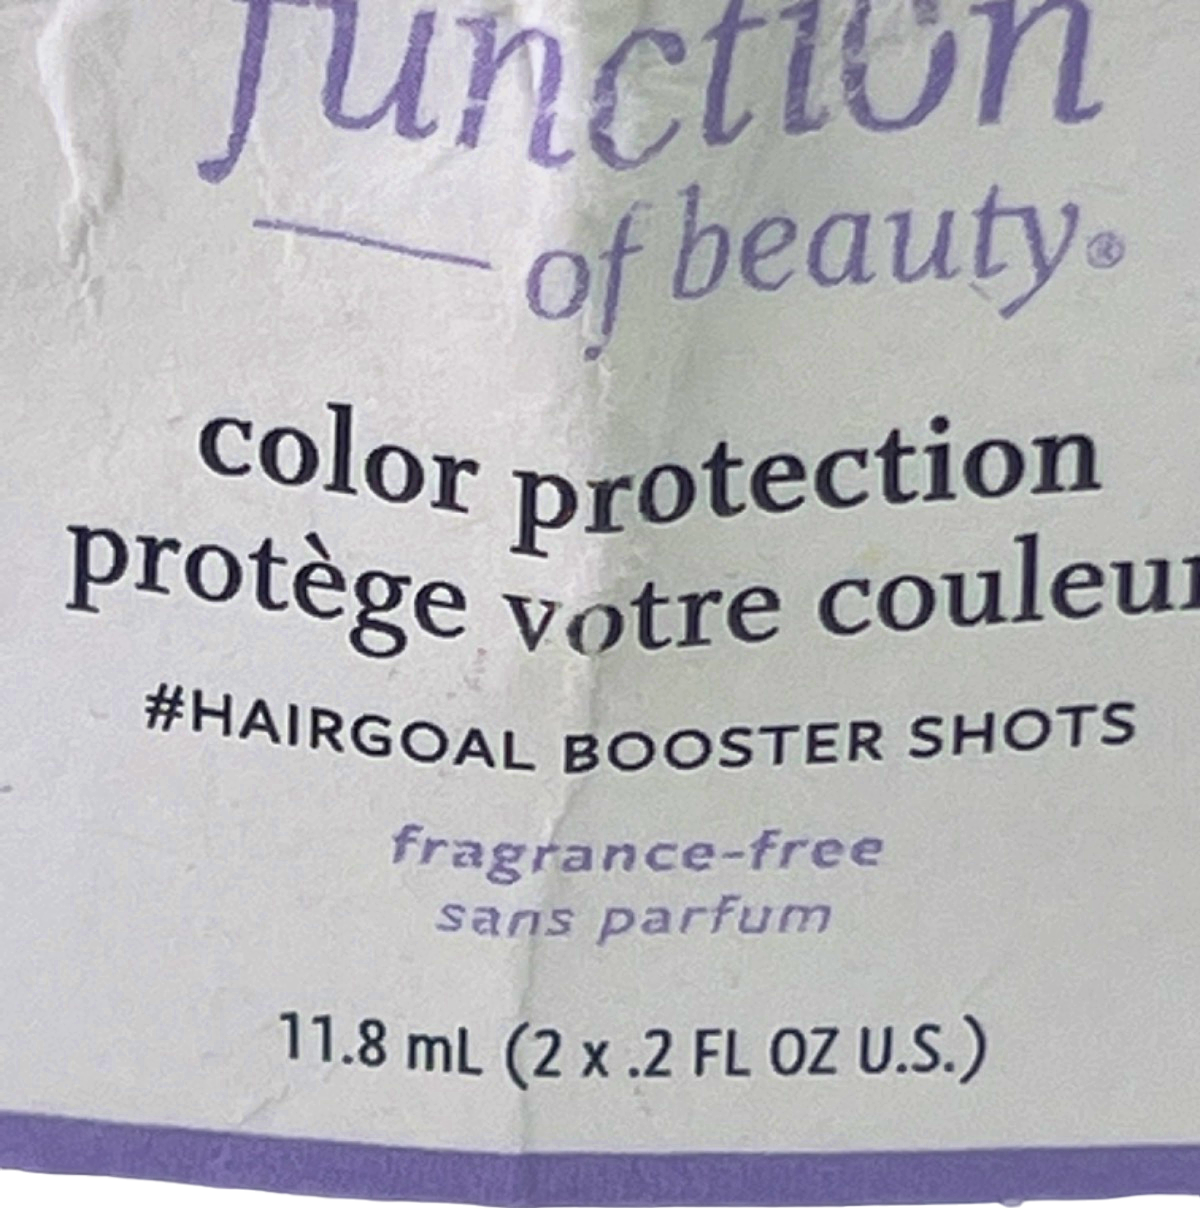 function
of beauty®
color protection
protège votre couleur
#HAIRGOAL BOOSTER SHOTS
fragrance-free
sans parfum
11.8 mL (2 x .2 FL OZ U.S.)